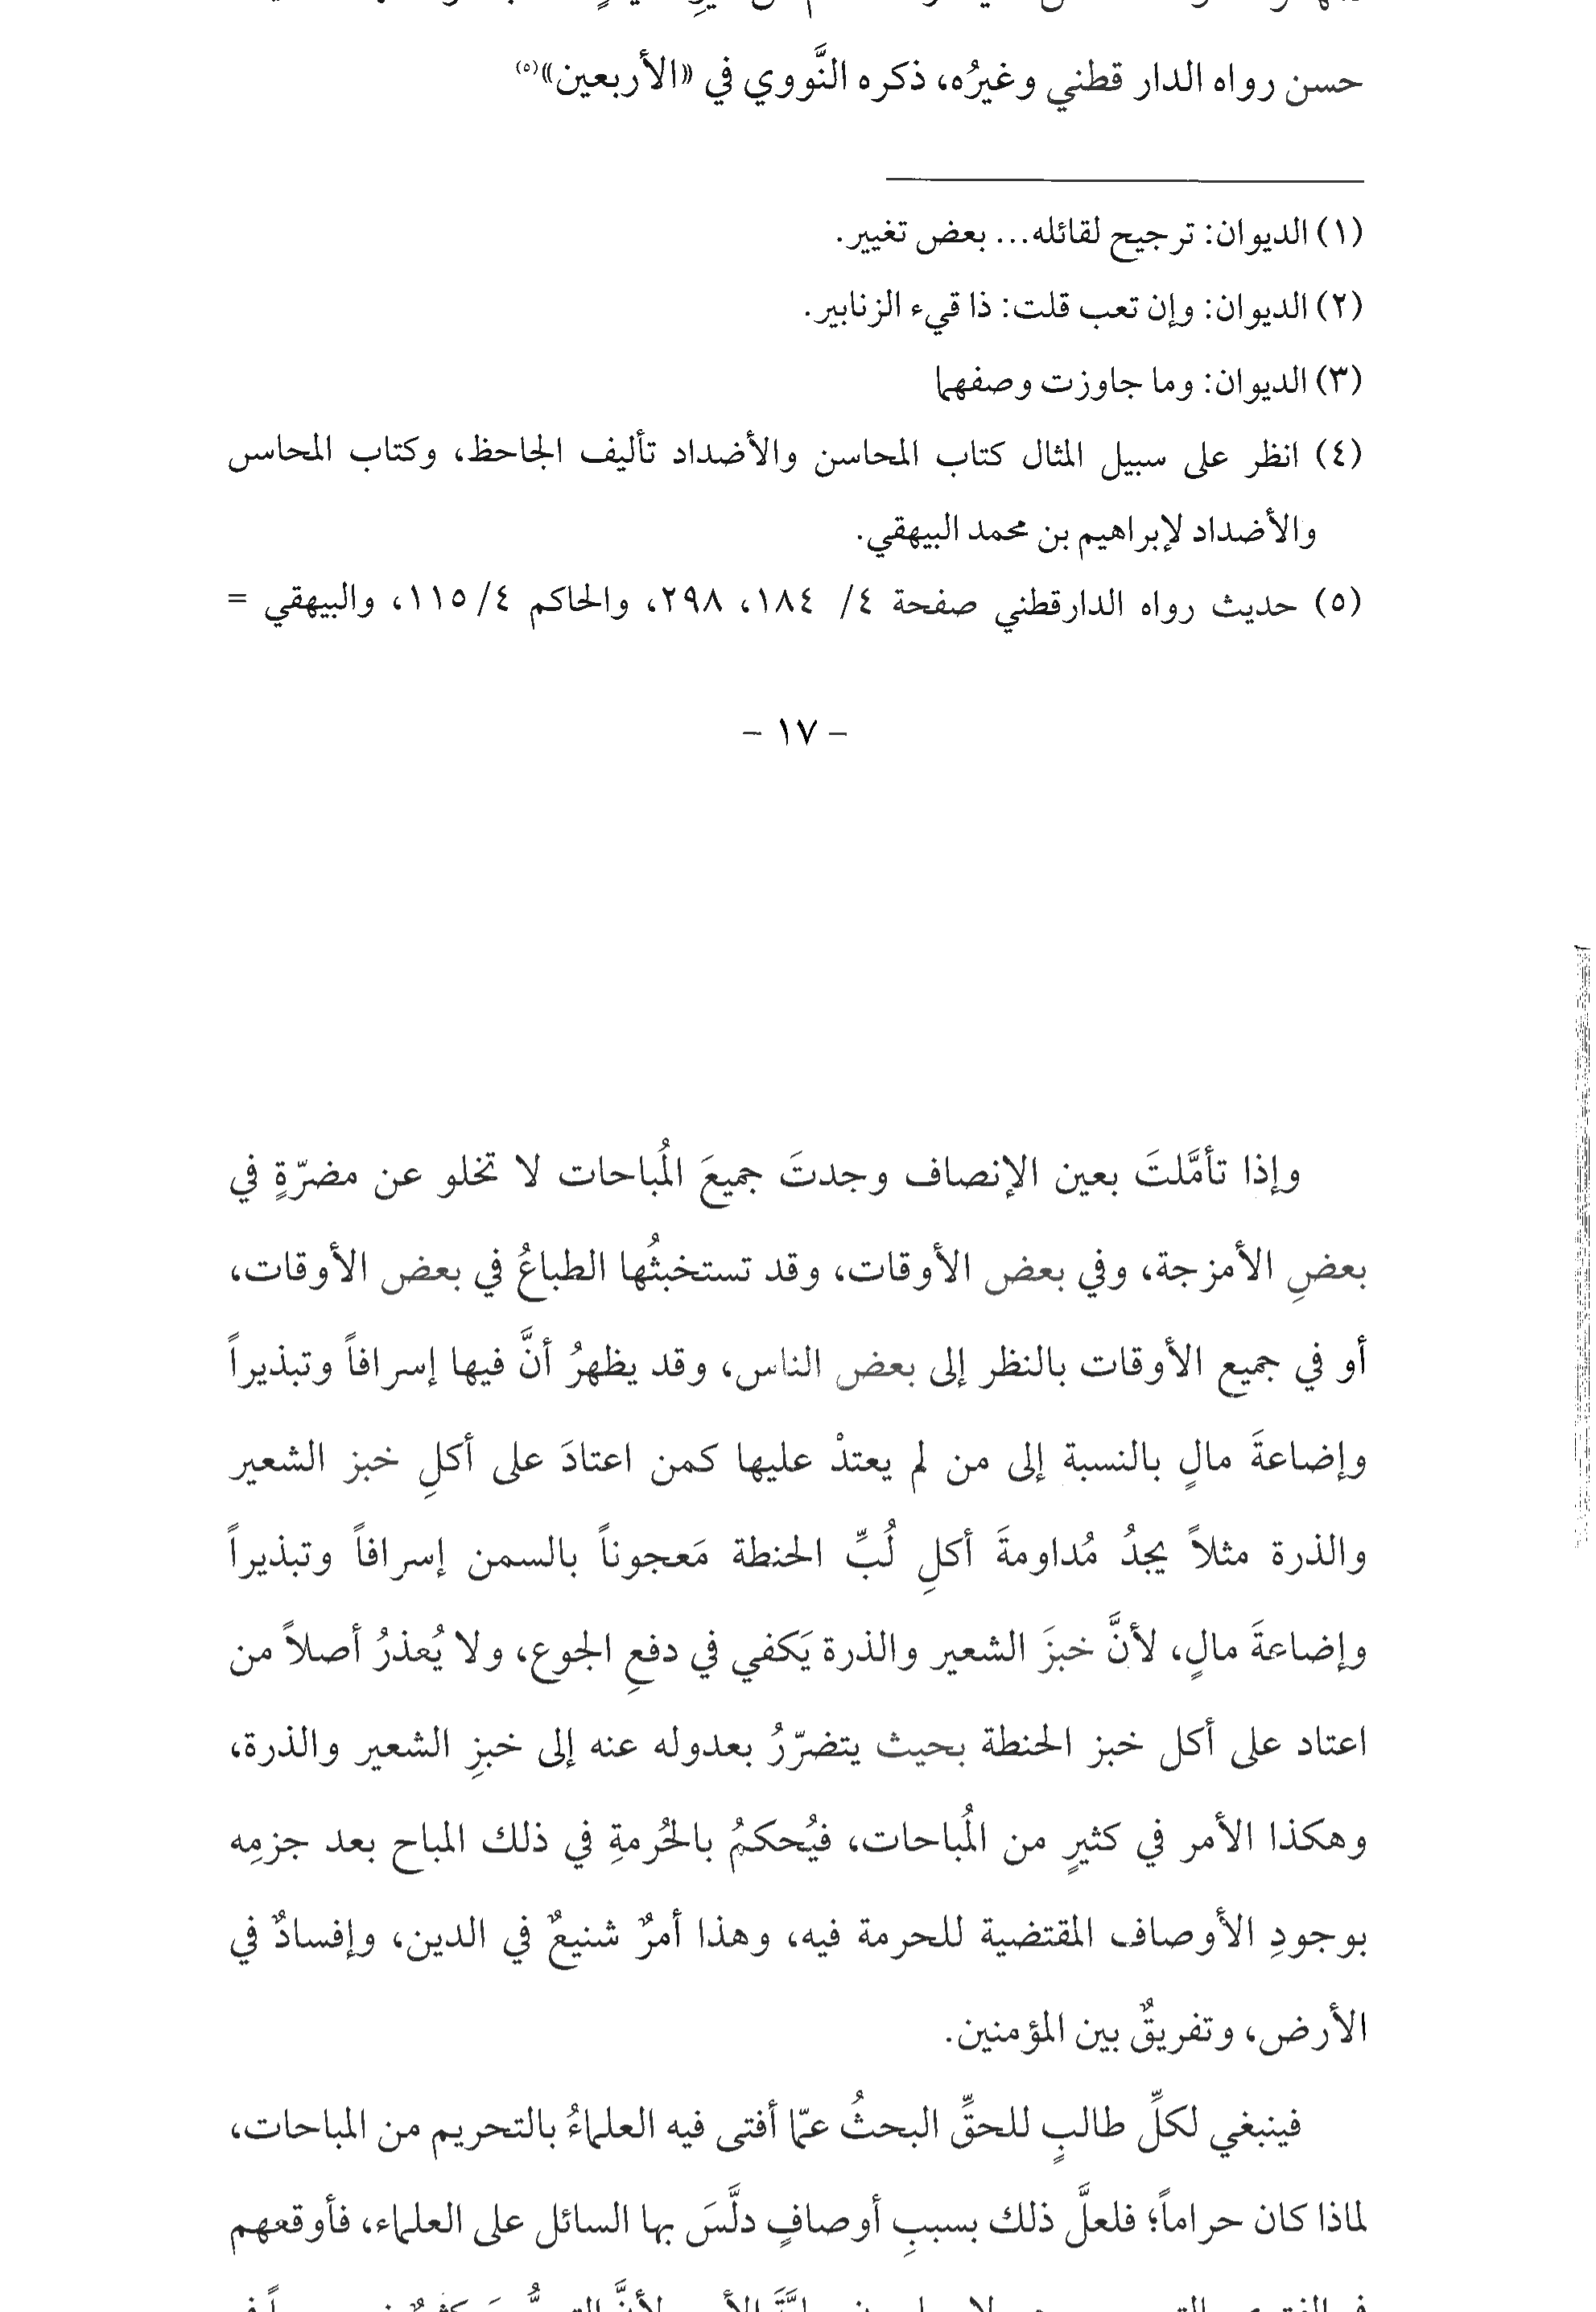 حسن رواه الدار قطني وغيرُه، ذكره النَّووي في «الأربعين»(٥)
(١) الديوان: ترجيح لقائله... بعض تغيير.
(٢) الديوان: وإن تعب قلت: ذا قيء الزنابير.
(٣) الديوان: وما جاوزت وصفهما
(٤) انظر على سبيل المثال كتاب المحاسن والأضداد تأليف الجاحظ، وكتاب المحاسن
والأضداد لإبراهيم بن محمد البيهقي.
(٥) حديث رواه الدارقطني صفحة ٤/ ١٨٤، ٢٩٨، والحاكم ٤/ ١١٥، والبيهقي =
- ١٧ -
وإذا تأمَّلتَ بعين الإنصاف وجدتَ جميعَ المُباحات لا تخلو عن مضرّةٍ في
بعضِ الأمزجة، وفي بعض الأوقات، وقد تستخبثُها الطباعُ في بعض الأوقات،
أو في جميع الأوقات بالنظر إلى بعض الناس، وقد يظهرُ أنَّ فيها إسرافاً وتبذيراً
وإضاعةَ مالٍ بالنسبة إلى من لم يعتدْ عليها كمن اعتادَ على أكلِ خبز الشعير
والذرة مثلاً يجدُ مُداومةَ أكلِ لُبِّ الحنطة مَعجوناً بالسمن إسرافاً وتبذيراً
وإضاعةَ مالٍ، لأنَّ خبزَ الشعير والذرة يَكفي في دفعِ الجوع، ولا يُعذرُ أصلاً من
اعتاد على أكل خبز الحنطة بحيث يتضرّرُ بعدوله عنه إلى خبزِ الشعير والذرة،
وهكذا الأمر في كثيرٍ من المُباحات، فيُحكمُ بالحُرمةِ في ذلك المباح بعد جزمِه
بوجودِ الأوصاف المقتضية للحرمة فيه، وهذا أمرٌ شنيعٌ في الدين، وإفسادٌ في
الأرض، وتفريقٌ بين المؤمنين.
فينبغي لكلِّ طالبٍ للحقِّ البحثُ عمّا أفتى فيه العلماءُ بالتحريم من المباحات،
لماذا كان حراماً؛ فلعلَّ ذلك بسببِ أوصافٍ دلَّسَ بها السائل على العلماء، فأوقعهم